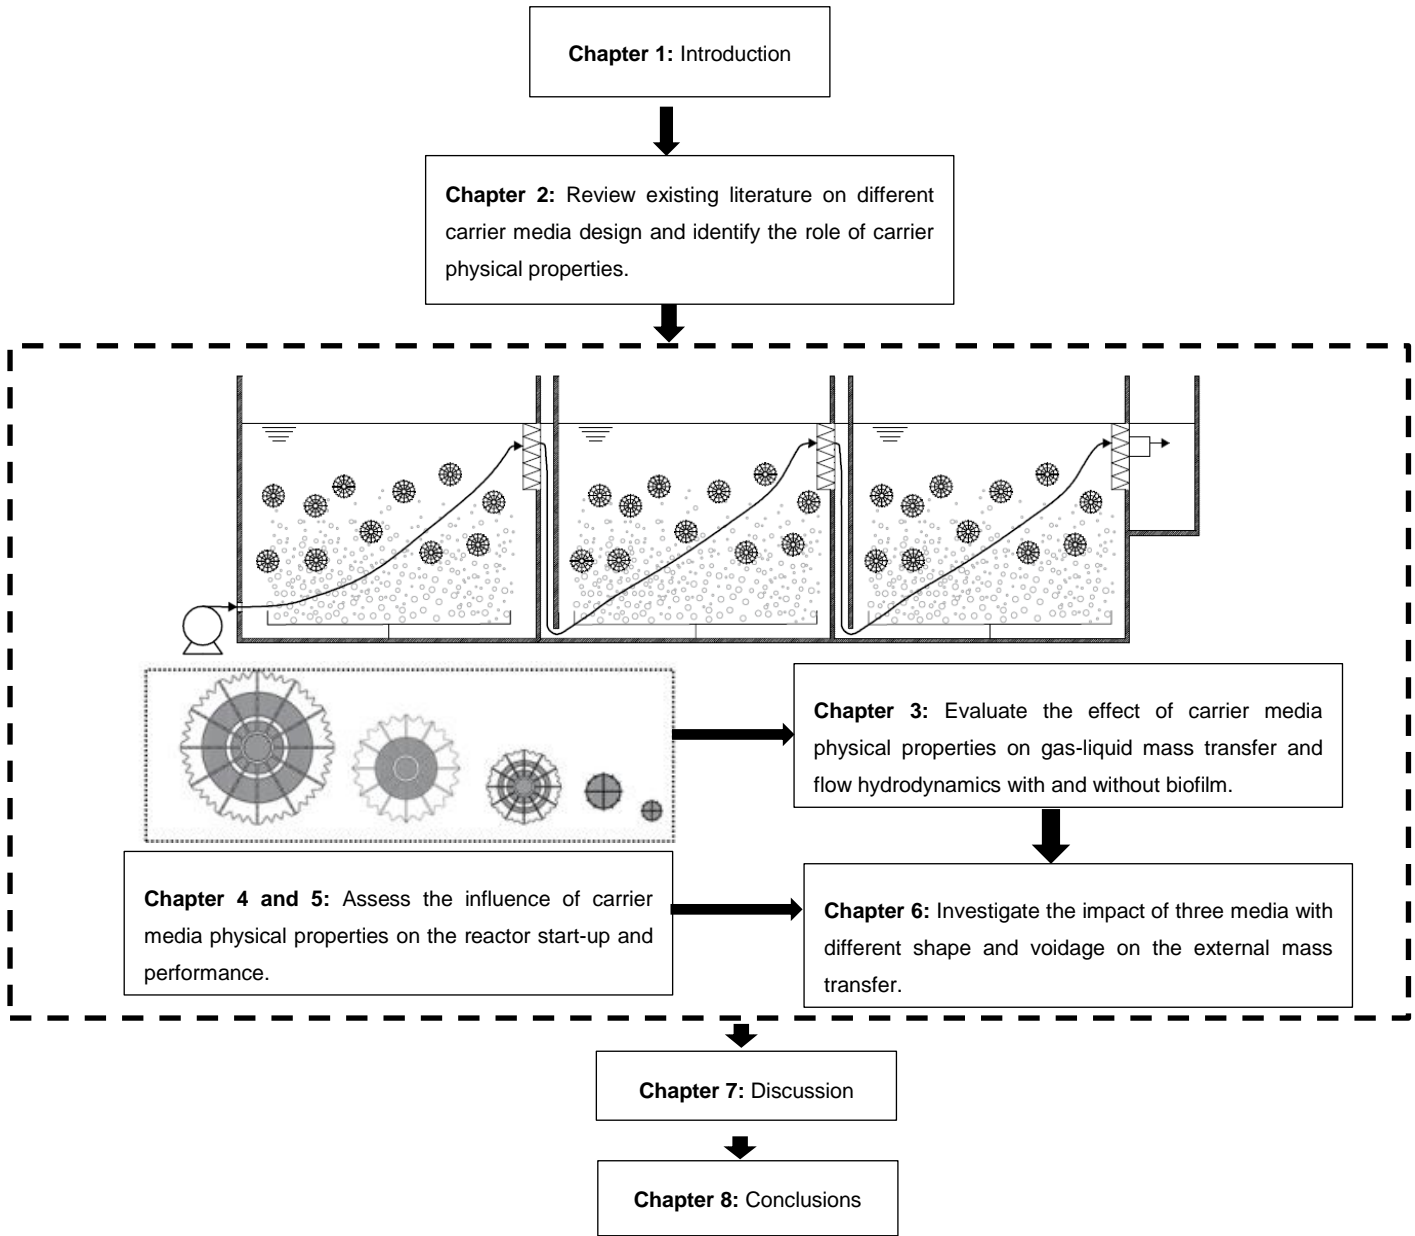 Chapter 1: Introduction
Chapter 2: Review existing literature on different
carrier media design and identify the role of carrier
physical properties.
Chapter 3: Evaluate the effect of carrier media
physical properties on gas-liquid mass transfer and
flow hydrodynamics with and without biofilm.
Chapter 4 and 5: Assess the influence of carrier
media physical properties on the reactor start-up and
performance.
Chapter 6: Investigate the impact of three media with
different shape and voidage on the external mass
transfer.
Chapter 7: Discussion
Chapter 8: Conclusions